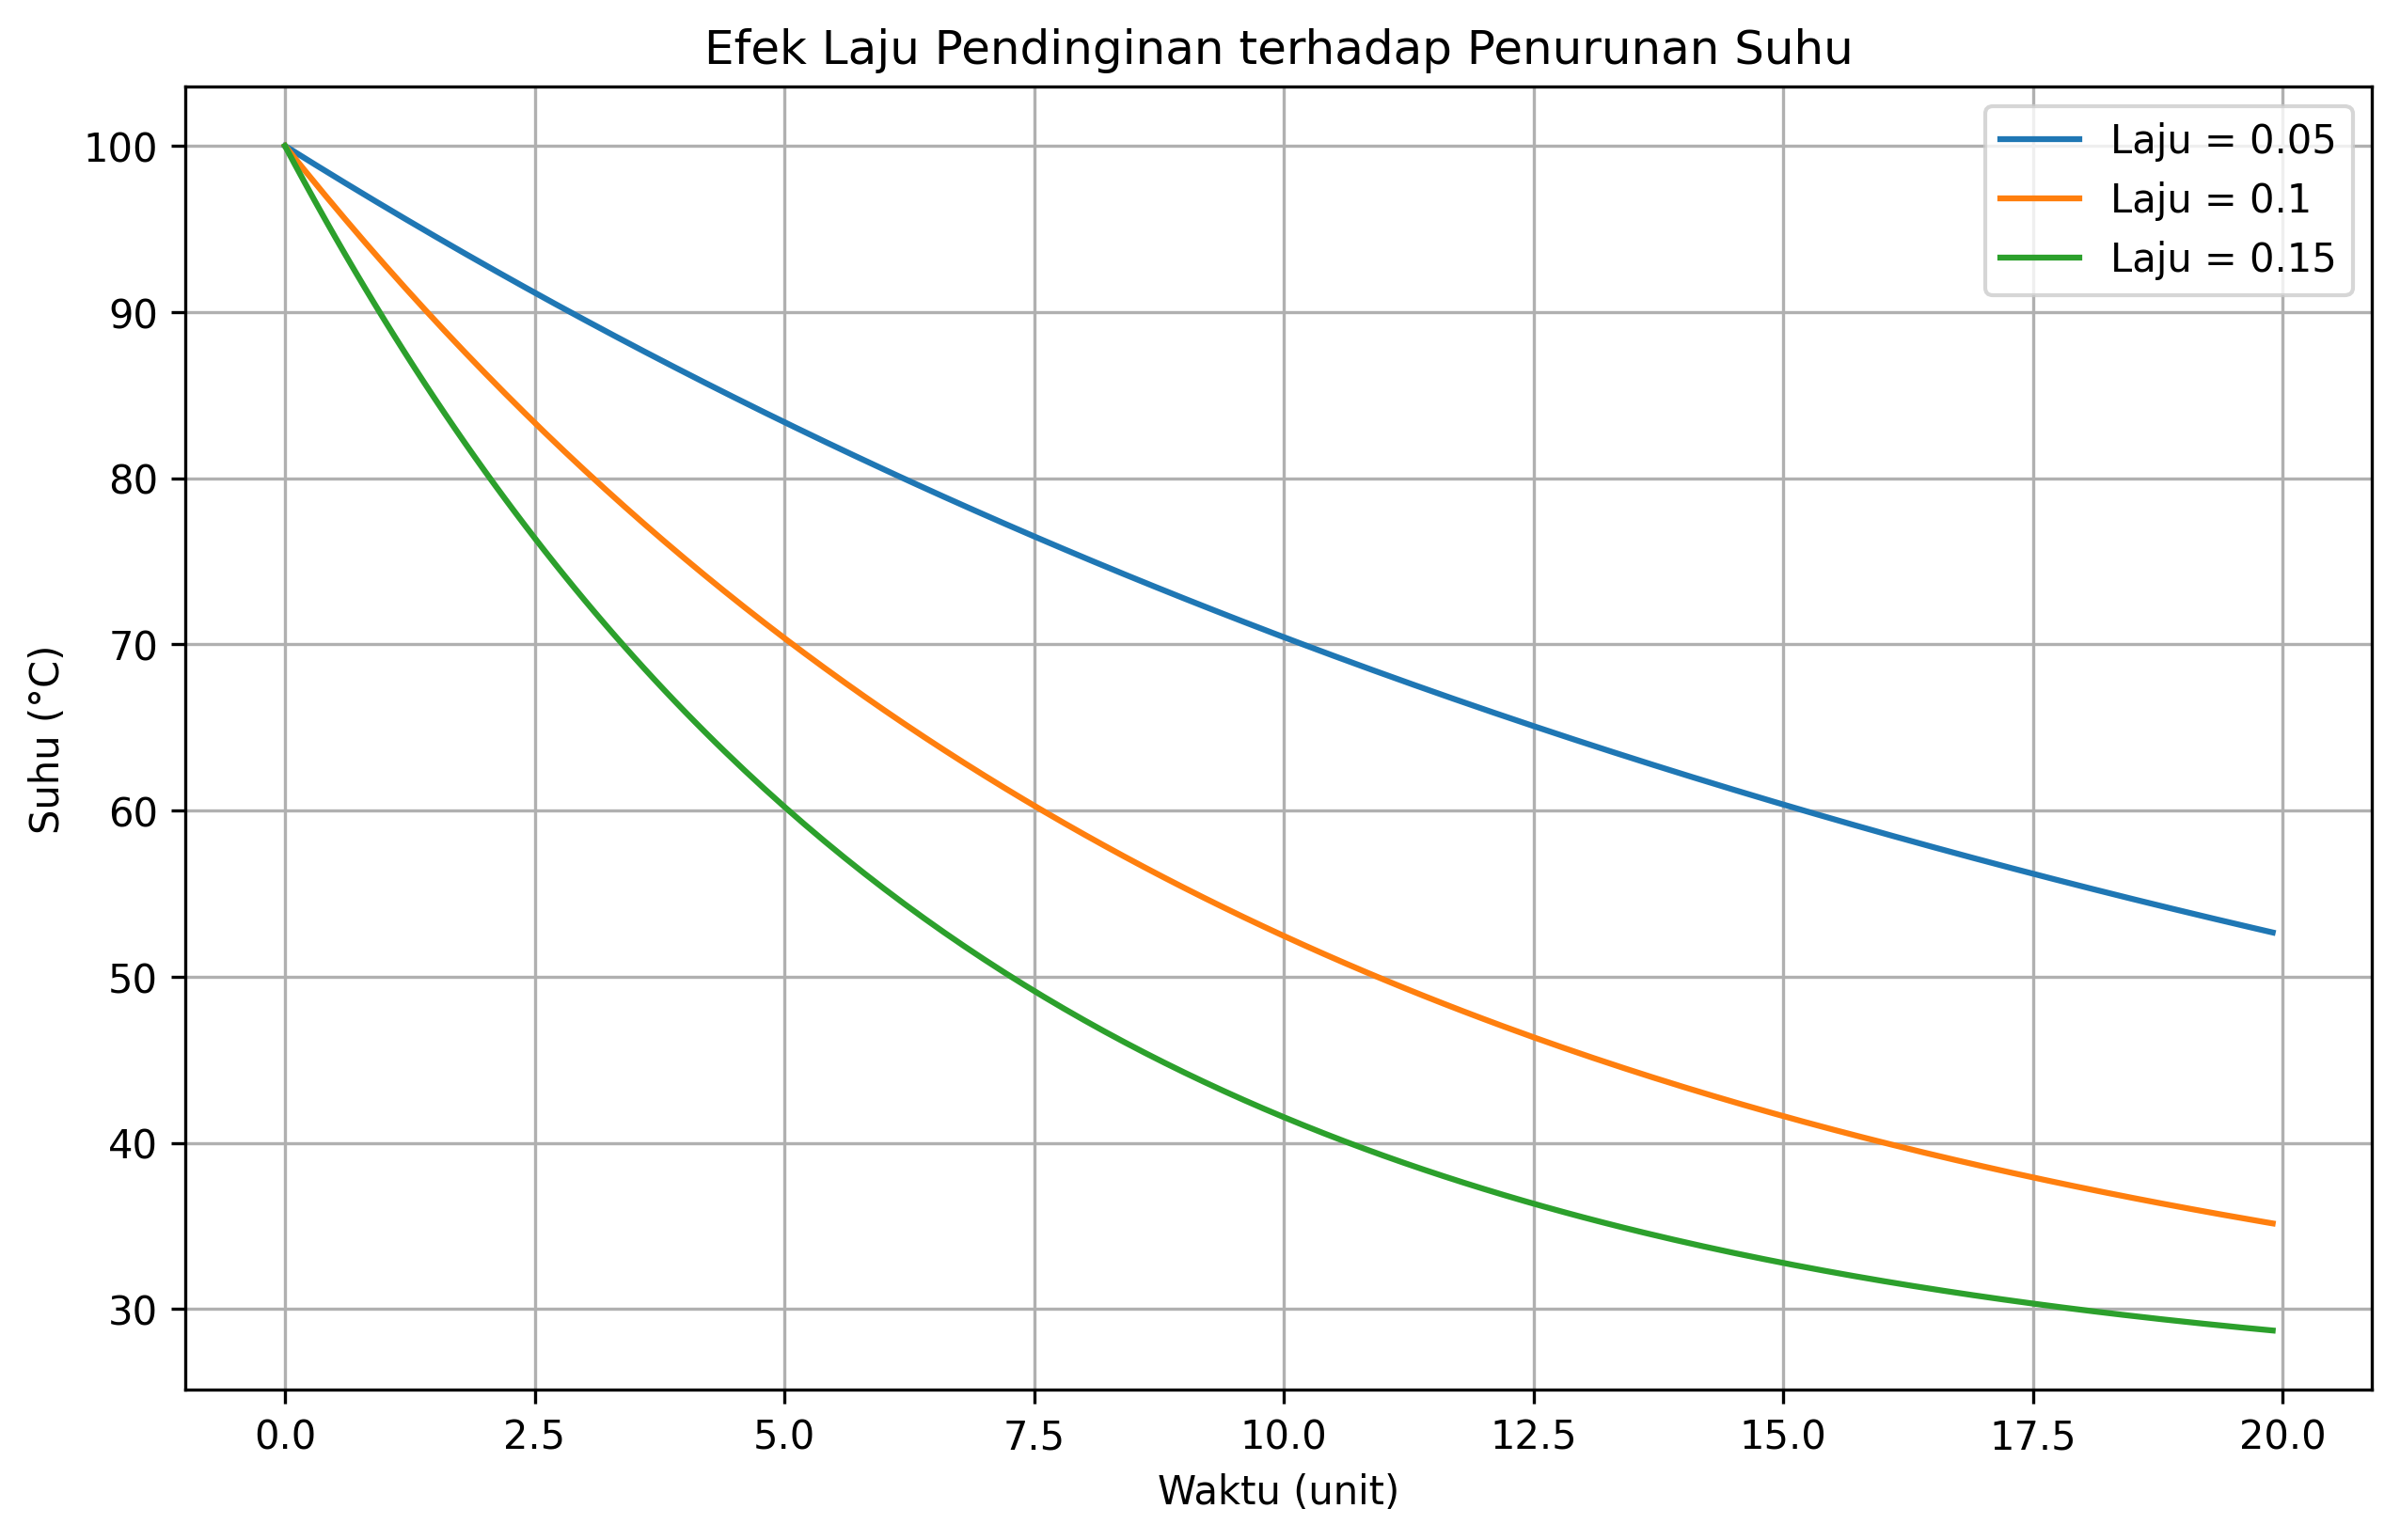 Efek Laju Pendinginan terhadap Penurunan Suhu
Laju = 0.05
Laju = 0.1
Laju = 0.15
Suhu (°C)
100
90
80
70
60
50
40
30
0.0 2.5 5.0 7.5 10.0 12.5 15.0 17.5 20.0
Waktu (unit)